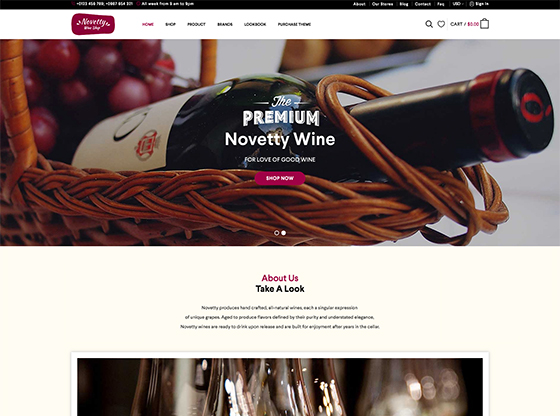 +0123 456 789, +0987 654 321 All week from 8 am to 9pm
About Our Stores Blog Contact Faq USD Sign In
Novetty
Wine Shop
HOME SHOP PRODUCT BRANDS LOOKBOOK PURCHASE THEME
CART / $0.00
The
PREMIUM
Novetty Wine
FOR LOVE OF GOOD WINE
SHOP NOW
About Us
Take A Look
Novetty produces hand crafted, all-natural wines, each a singular expression
of unique grapes. Aged to produce flavors defined by their purity and understated elegance,
Novetty wines are ready to drink upon release and are built for enjoyment after years in the cellar.